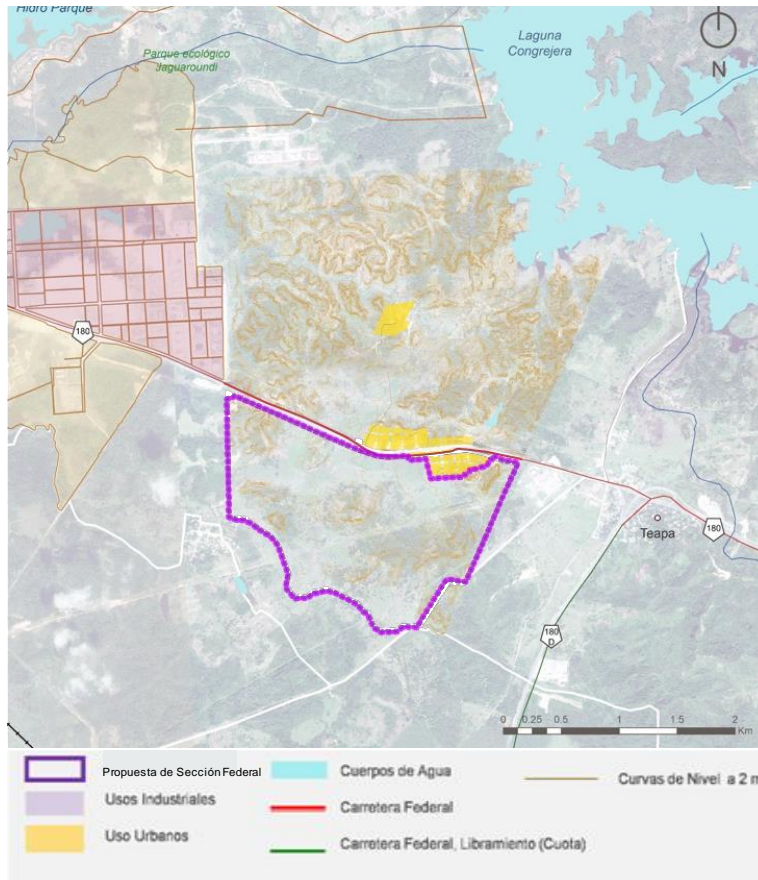 Hidro Parque
Parque ecológico
Jaguaroundi
Laguna
Congrejera
N
180
Teapa
180
180
D
0 0.25 0.5 1 1.5 2
Km
Propuesta de Sección Federal
Usos Industriales
Uso Urbanos
Cuerpos de Agua
Carretera Federal
Carretera Federal, Libramiento (Cuota)
Curvas de Nivel a 2 m